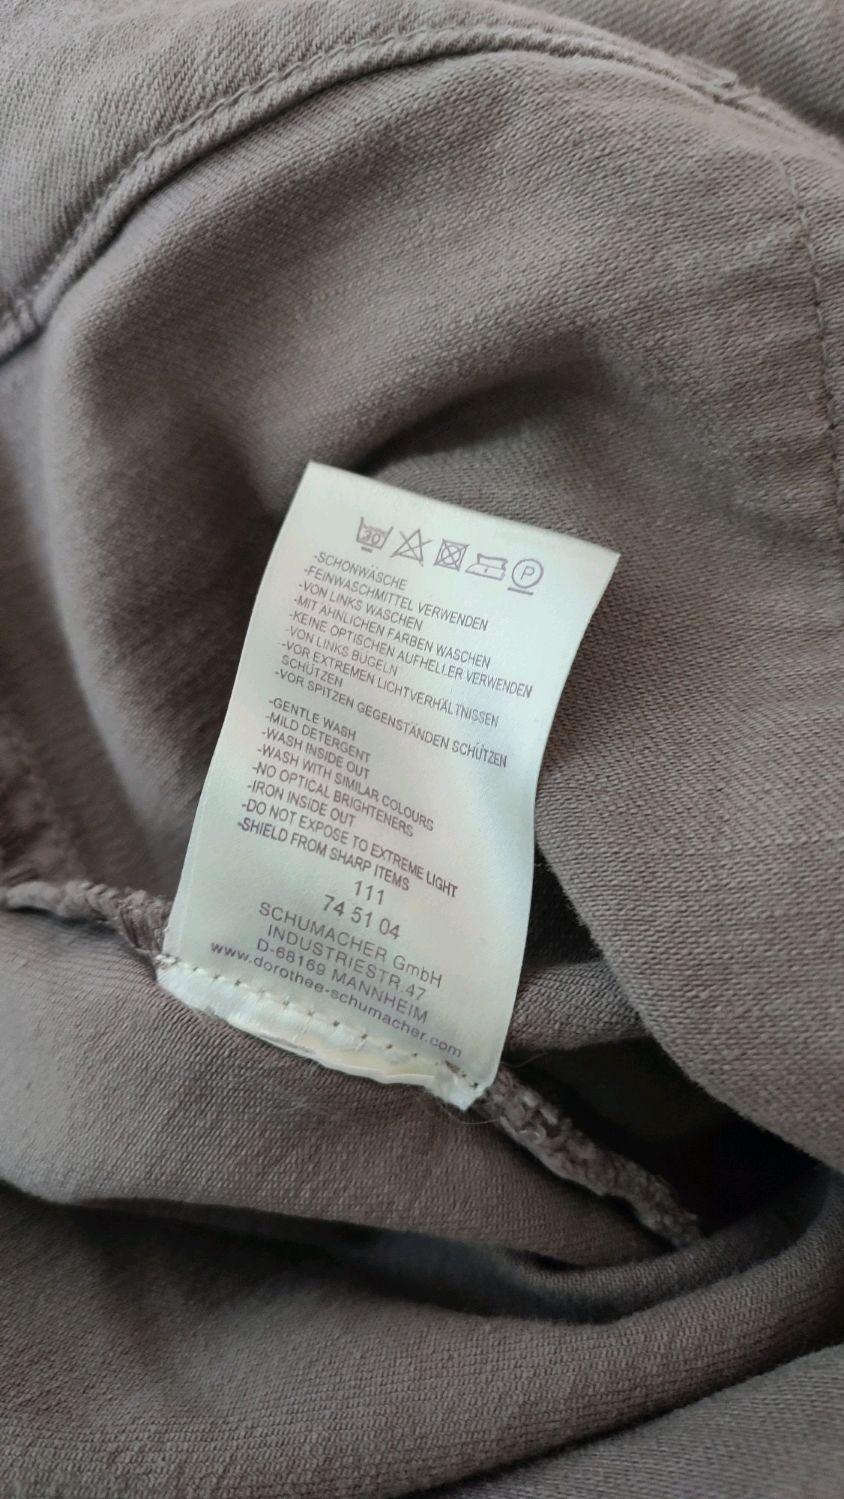 30 P
-SCHONWÄSCHE
-FEINWASCHMITTEL VERWENDEN
-VON LINKS WASCHEN
-MIT ÄHNLICHEN FARBEN WASCHEN
-KEINE OPTISCHEN AUFHELLER VERWENDEN
-VON LINKS BÜGELN
-VOR EXTREMEN LICHTVERHÄLTNISSEN
SCHÜTZEN
-VOR SPITZEN GEGENSTÄNDEN SCHÜTZEN
-GENTLE WASH
-MILD DETERGENT
-WASH INSIDE OUT
-WASH WITH SIMILAR COLOURS
-NO OPTICAL BRIGHTENERS
-IRON INSIDE OUT
-DO NOT EXPOSE TO EXTREME LIGHT
-SHIELD FROM SHARP ITEMS
111
74 51 04
SCHUMACHER GmbH
INDUSTRIESTR.47
D-68169 MANNHEIM
www.dorothee-schumacher.com